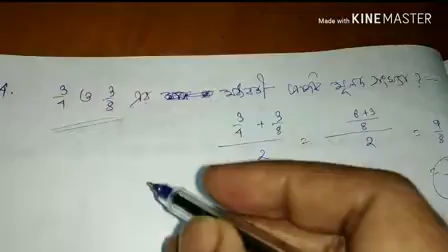 Made with KINEMASTER
4. 3/4 ও 3/8 এর মধ্যবর্তী মূলদ সংখ্যা ?
(3/4 + 3/8)/2 = ((6+3)/8)/2 = 9/8